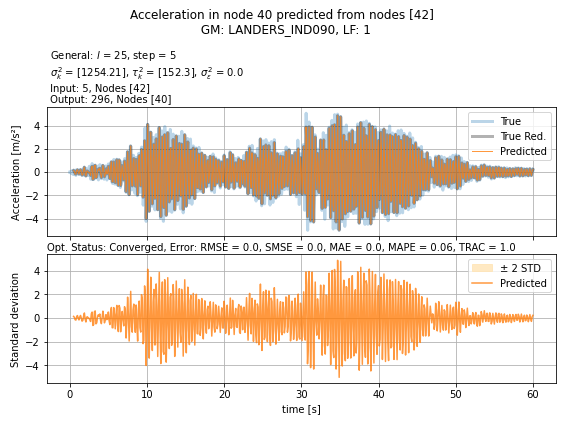 Acceleration in node 40 predicted from nodes [42]
GM: LANDERS_IND090, LF: 1
General: l = 25, step = 5
σ²ₖ = [1254.21], τ²ₖ = [152.3], σ²ε = 0.0
Input: 5, Nodes [42]
Output: 296, Nodes [40]
Acceleration [m/s²]
4
2
0
−2
−4
True
True Red.
Predicted
Opt. Status: Converged, Error: RMSE = 0.0, SMSE = 0.0, MAE = 0.0, MAPE = 0.06, TRAC = 1.0
Standard deviation
4
2
0
−2
−4
± 2 STD
Predicted
0 10 20 30 40 50 60
time [s]